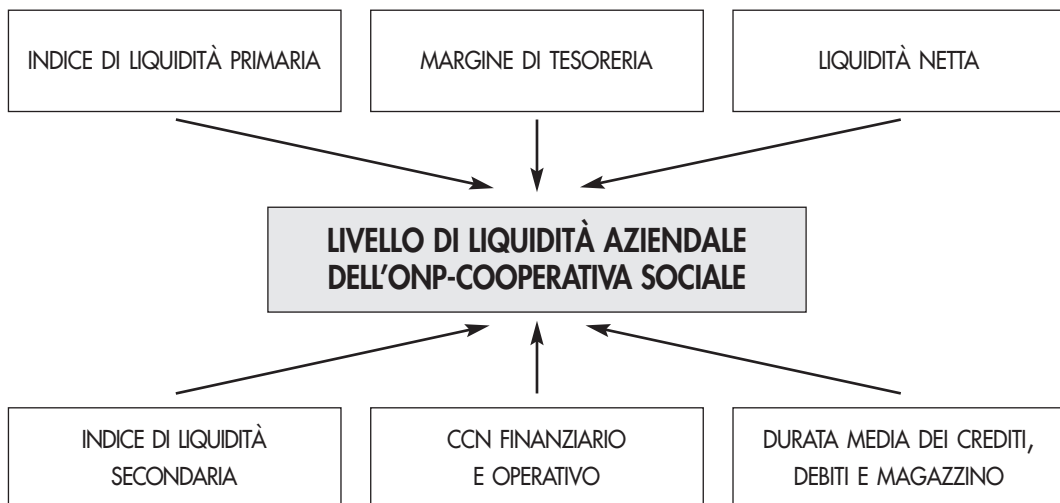 INDICE DI LIQUIDITÀ PRIMARIA
MARGINE DI TESORERIA
LIQUIDITÀ NETTA
LIVELLO DI LIQUIDITÀ AZIENDALE
DELL'ONP-COOPERATIVA SOCIALE
INDICE DI LIQUIDITÀ
SECONDARIA
CCN FINANZIARIO
E OPERATIVO
DURATA MEDIA DEI CREDITI,
DEBITI E MAGAZZINO